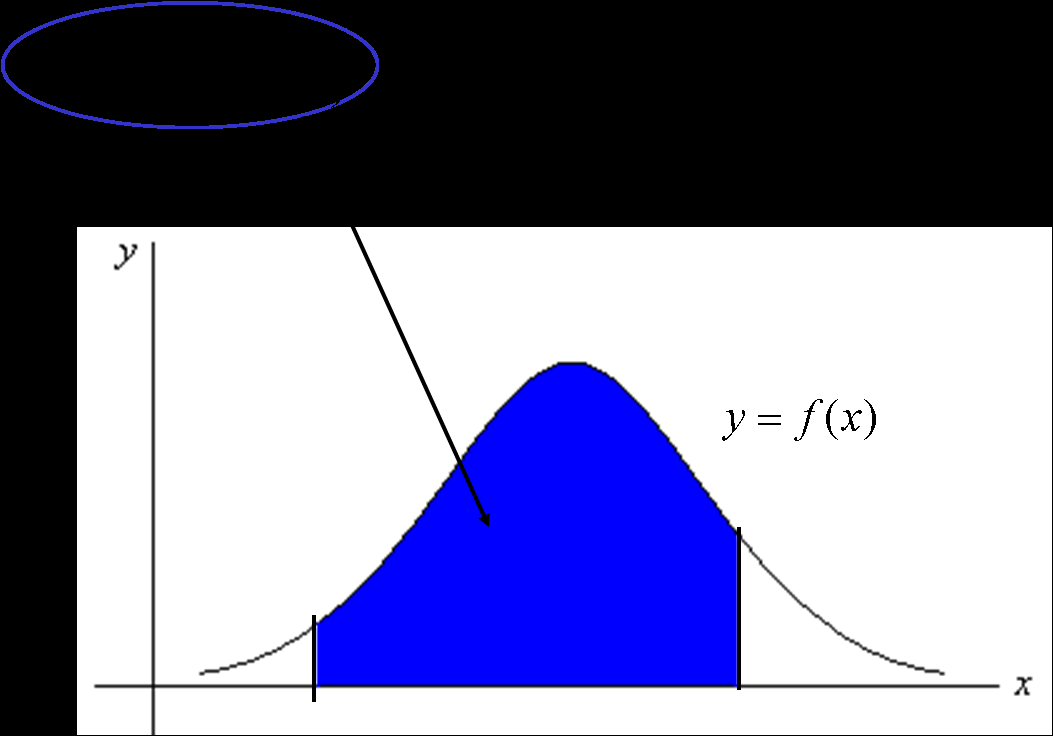 y
y = f(x)
x